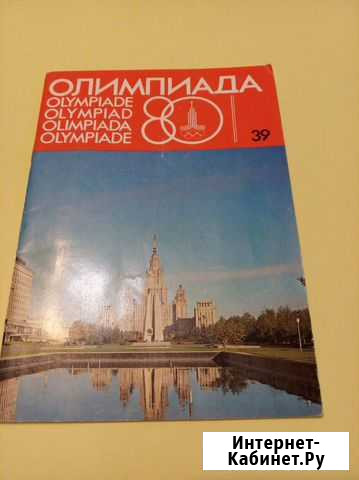 ОЛИМПИАДА
OLYMPIADE
OLYMPIAD
OLIMPIADA
OLYMPIADE
80
39
Интернет-
Кабинет.Ру